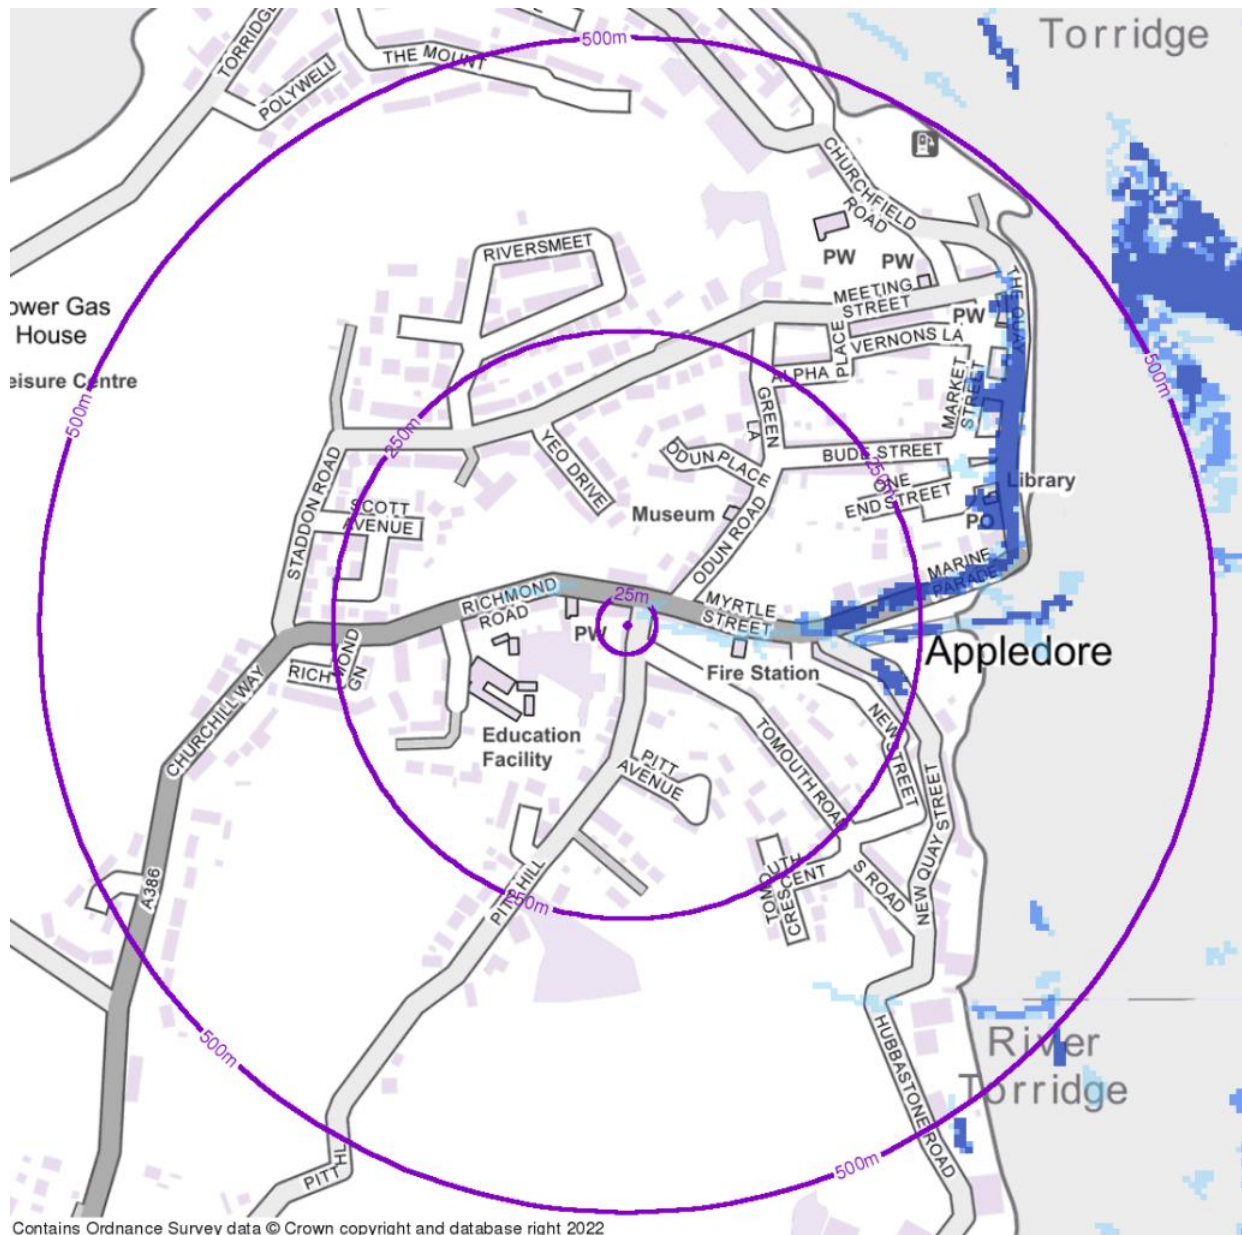 Torridge
500m
TORRIDGE
THE MOUNT
POLYWELL
CHURCHFIELD
ROAD
PW
PW
RIVERSMEET
MEETING
STREET
THE QUAY
PW
ower Gas
House
VERNONS LA
PLACE
ALPHA
MARKET
STREET
eisure Centre
500m
500m
250m
GREEN
LA
YEO DRIVE
ODUN PLACE
BUDE STREET
250m
ONE
END STREET
Library
STADDON ROAD
SCOTT
AVENUE
Museum
PO
ODUN ROAD
MARINE
PARADE
RICHMOND
ROAD
25m
MYRTLE
STREET
PW
Appledore
RICHMOND
GN
Fire Station
CHURCHILL WAY
NEW STREET
Education
Facility
TOMOUTH ROAD
PITT
AVENUE
NEW QUAY STREET
A386
TOMOUTH
CRESCENT
S ROAD
PITT HILL
250m
500m
River
Torridge
HUBBASTONE ROAD
500m
PITT
HL
Contains Ordnance Survey data © Crown copyright and database right 2022